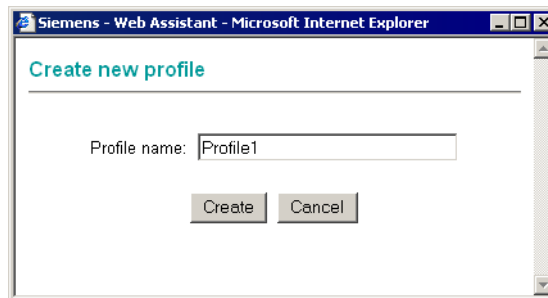 Siemens - Web Assistant - Microsoft Internet Explorer
Create new profile
Profile name: Profile1
Create Cancel